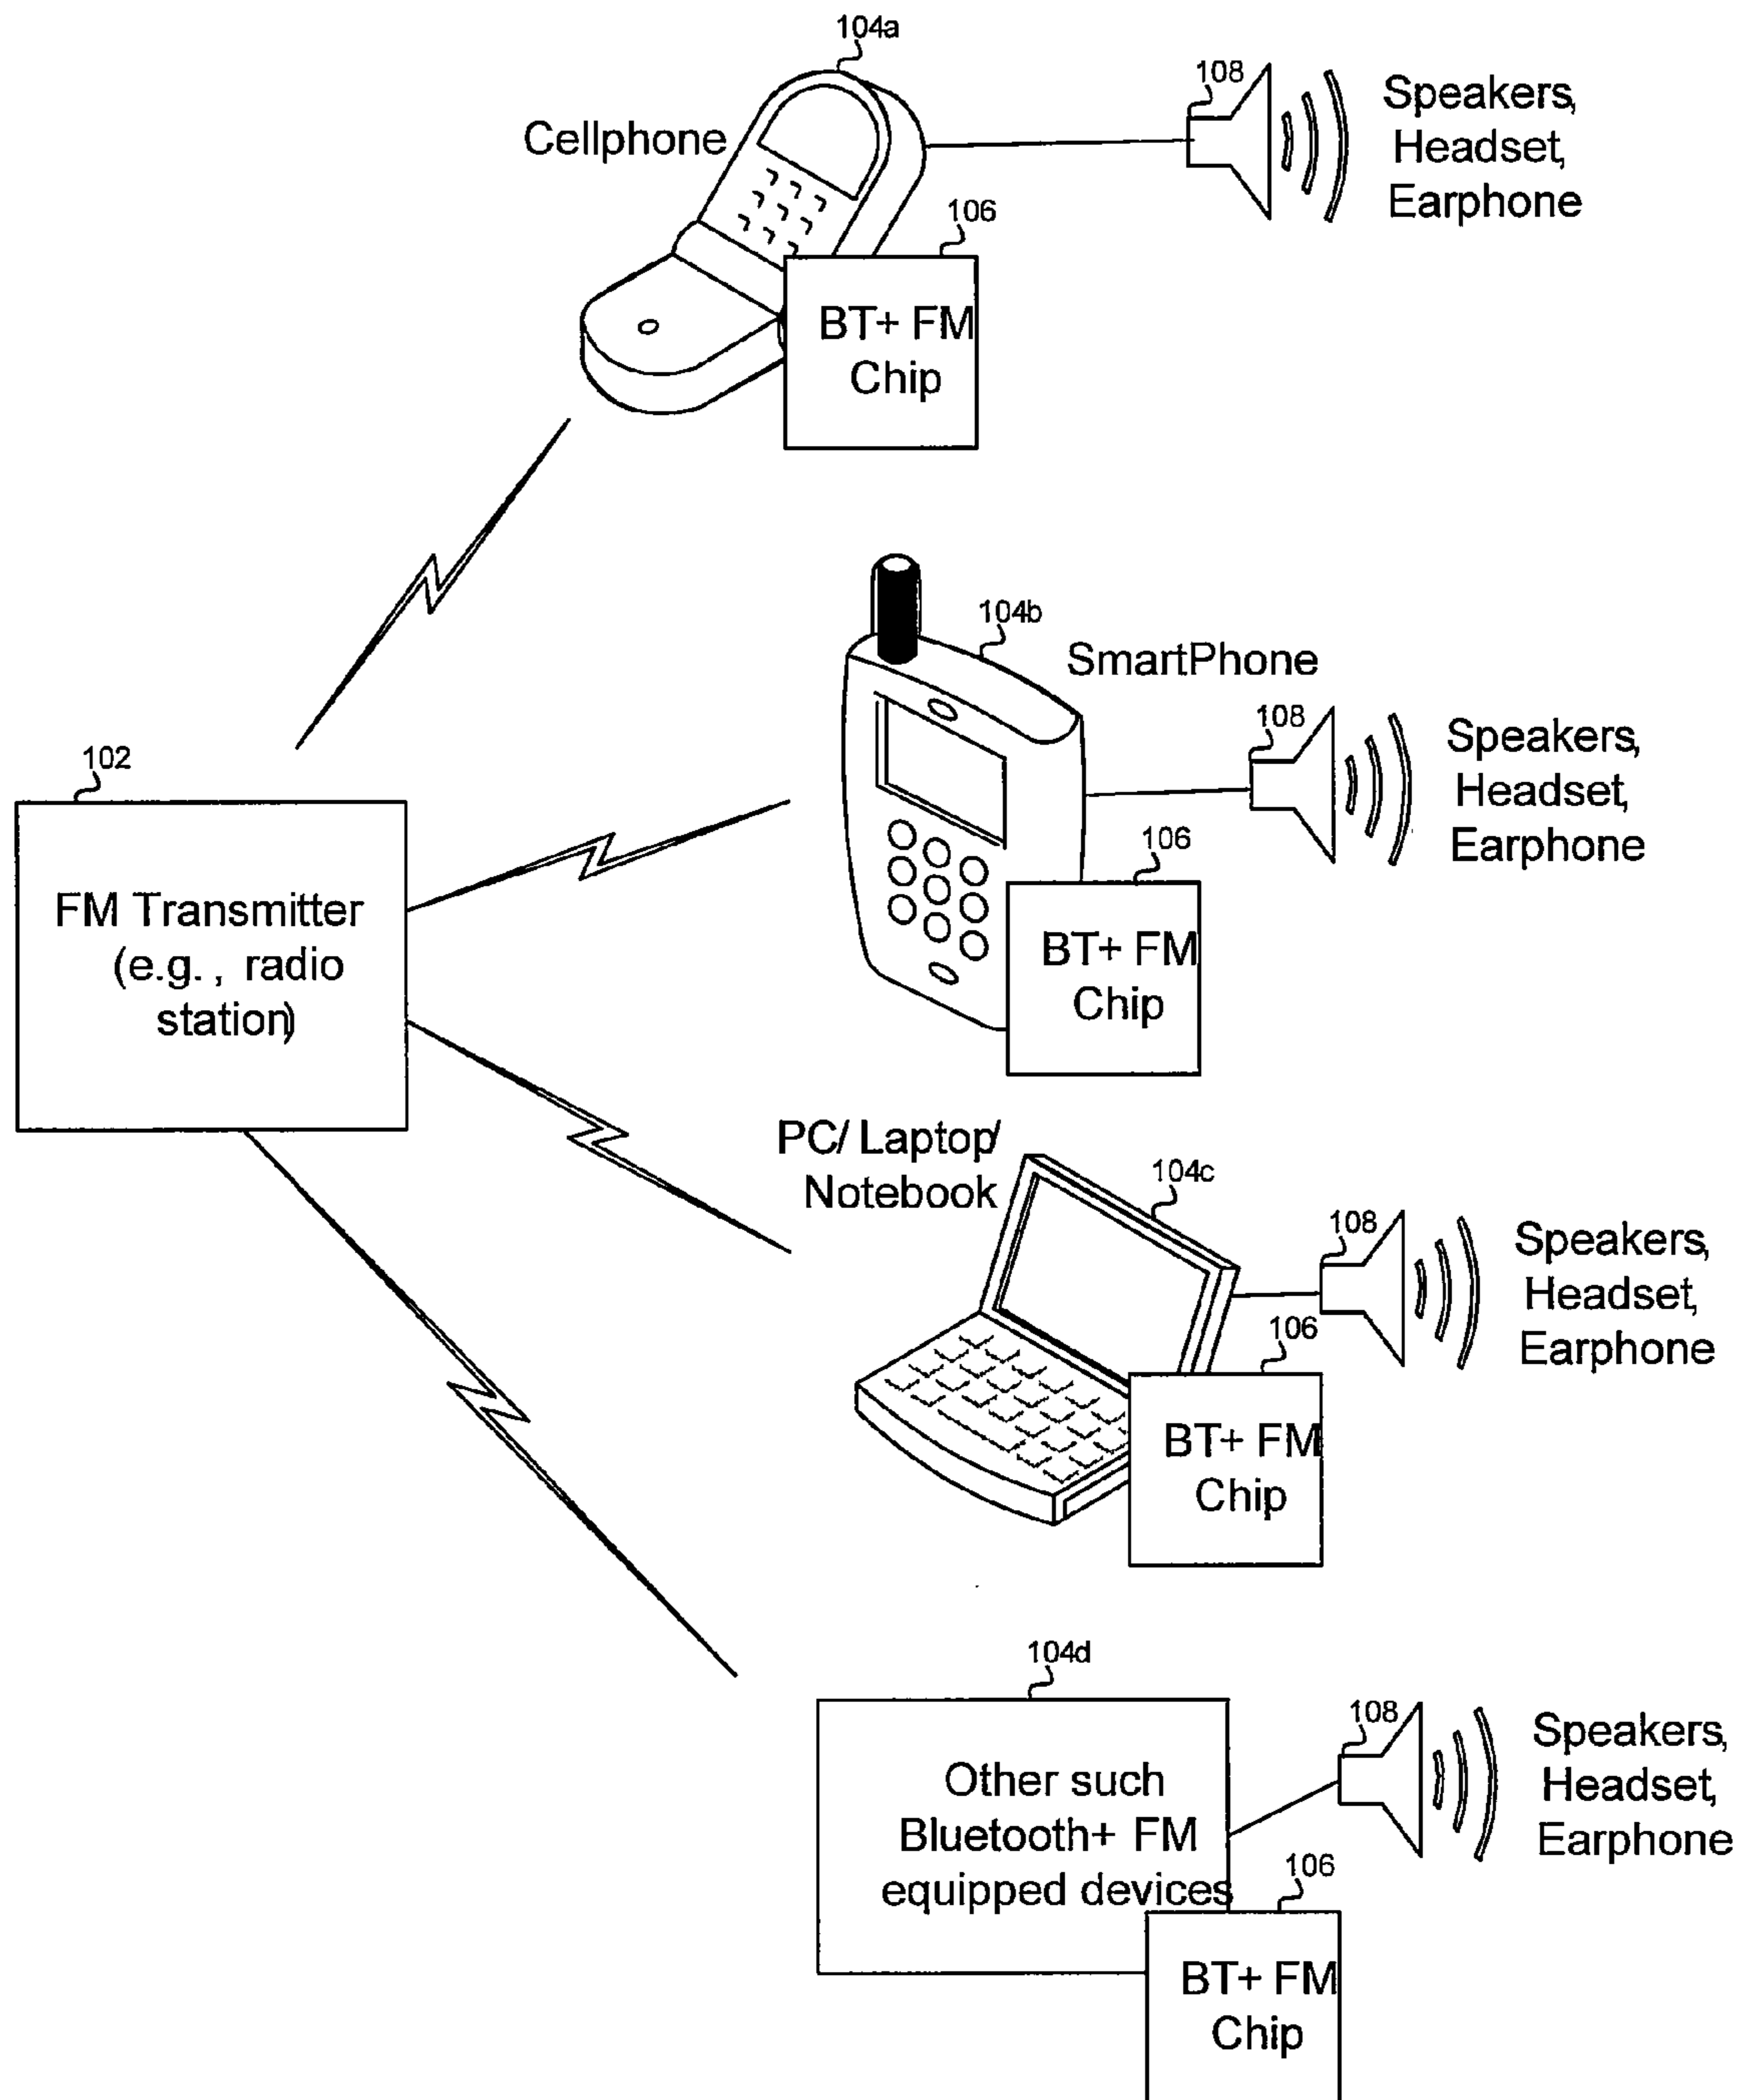 104a
Cellphone
108
Speakers,
Headset,
Earphone
106
BT+ FM
Chip
104b
SmartPhone
108
Speakers,
Headset,
Earphone
106
BT+ FM
Chip
102
FM Transmitter
(e.g., radio
station)
PC/ Laptop/
Notebook
104c
108
Speakers,
Headset,
Earphone
106
BT+ FM
Chip
104d
Other such
Bluetooth+ FM
equipped devices
108
Speakers,
Headset,
Earphone
106
BT+ FM
Chip